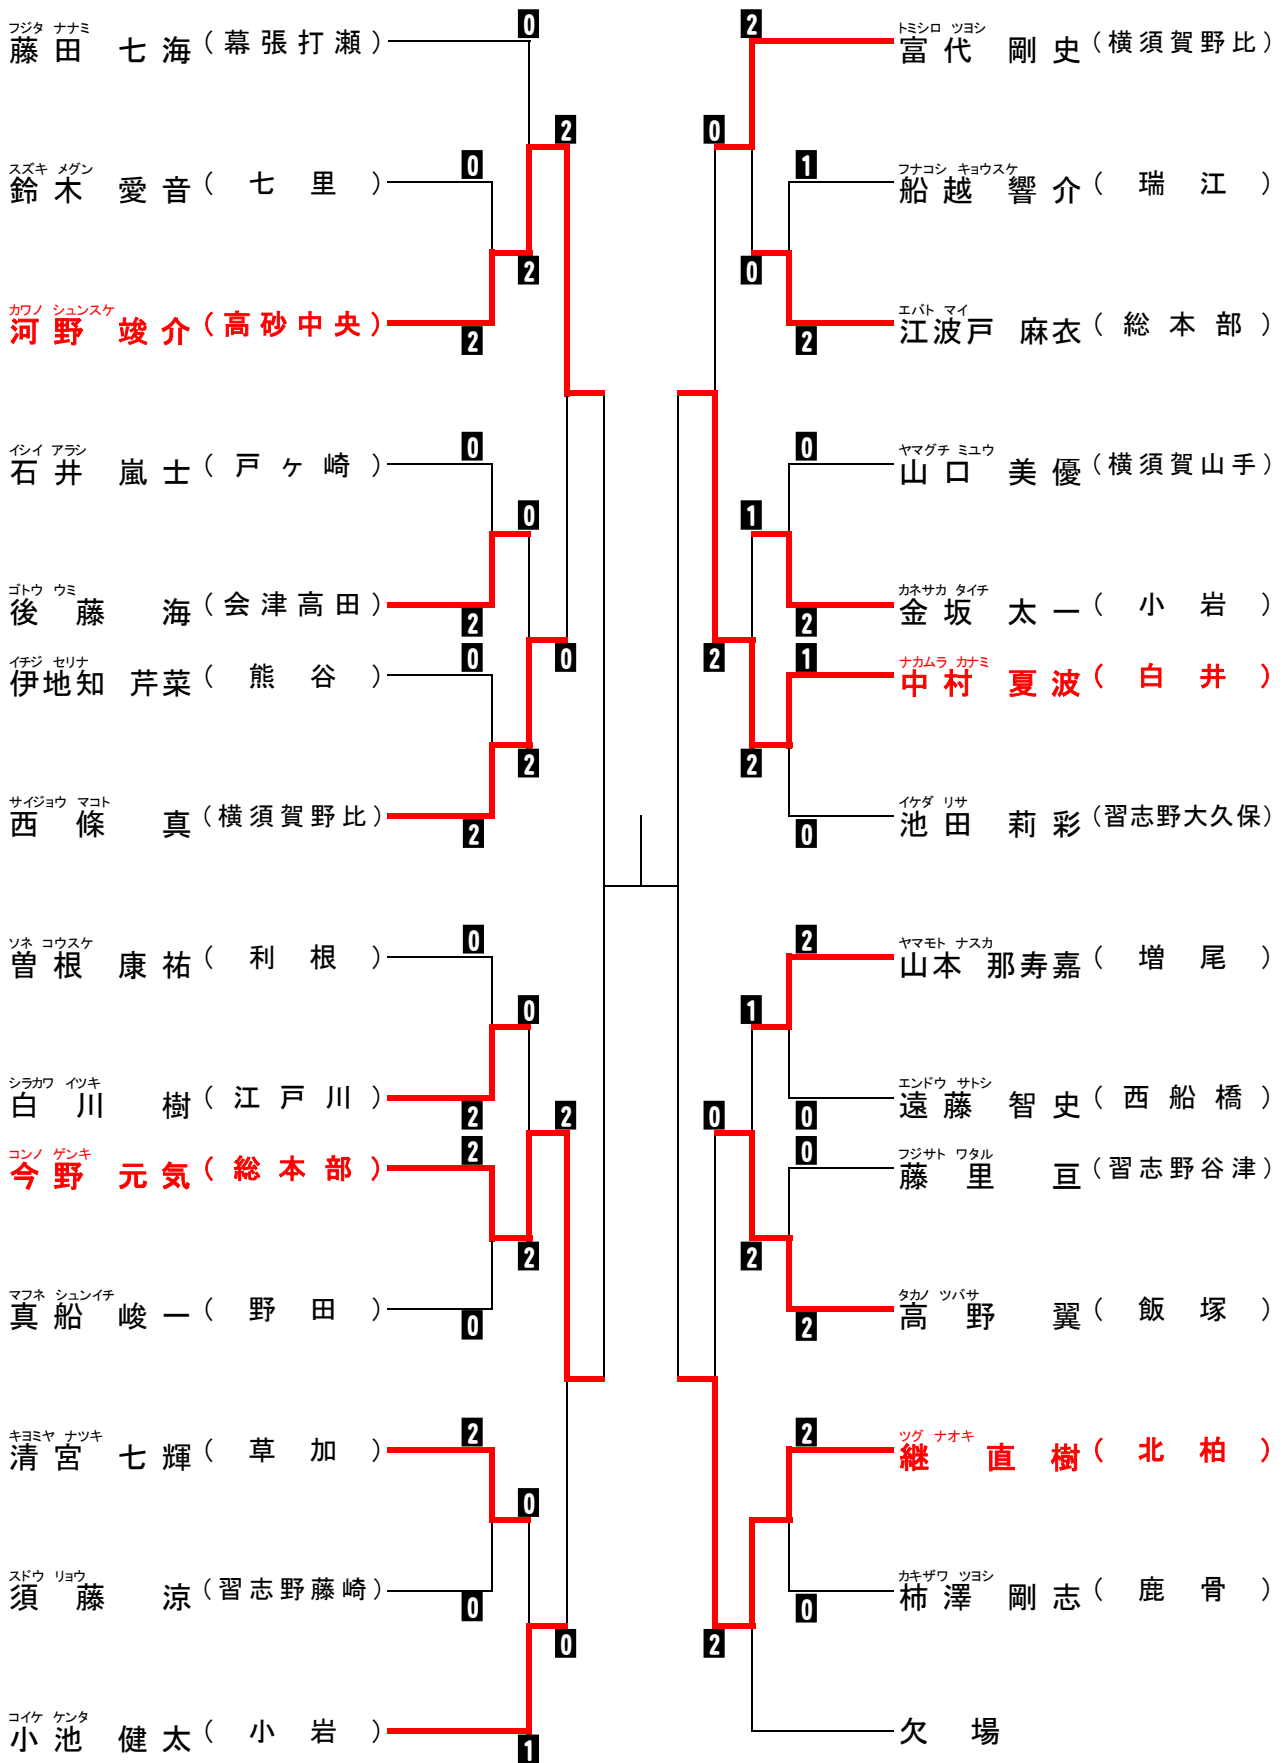 フジタ ナナミ
藤田 七海 (幕張打瀬)
0
スズキ メグン
鈴木 愛音 (七里)
0
2
2
カワノ シュンスケ
河野 竣介 (高砂中央)
2
イシイ アラシ
石井 嵐士 (戸ヶ崎)
0
0
ゴトウ ウミ
後藤 海 (会津高田)
2
イチジ セリナ
伊地知 芹菜 (熊谷)
0
0
2
サイジョウ マコト
西條 真 (横須賀野比)
2
ソネ コウスケ
曽根 康祐 (利根)
0
0
シラカワ イツキ
白川 樹 (江戸川)
2
2
コンノ ゲンキ
今野 元気 (総本部)
2
2
マフネ シュンイチ
真船 峻一 (野田)
0
キヨミヤ ナツキ
清宮 七輝 (草加)
2
0
スドウ リョウ
須藤 涼 (習志野藤崎)
0
0
コイケ ケンタ
小池 健太 (小岩)
1
トミシロ ツヨシ
富代 剛史 (横須賀野比)
2
0
フナコシ キョウスケ
船越 響介 (瑞江)
1
0
エバト マイ
江波戸 麻衣 (総本部)
2
ヤマグチ ミユウ
山口 美優 (横須賀山手)
0
1
カネサカ タイチ
金坂 太一 (小岩)
2
2
ナカムラ カナミ
中村 夏波 (白井)
1
2
イケダ リサ
池田 莉彩 (習志野大久保)
0
ヤマモト ナスカ
山本 那寿嘉 (増尾)
2
1
エンドウ サトシ
遠藤 智史 (西船橋)
0
0
フジサト ワタル
藤里 亘 (習志野谷津)
0
2
タカノ ツバサ
高野 翼 (飯塚)
2
ツグ ナオキ
継 直樹 (北柏)
2
カキザワ ツヨシ
柿澤 剛志 (鹿骨)
0
2
欠場